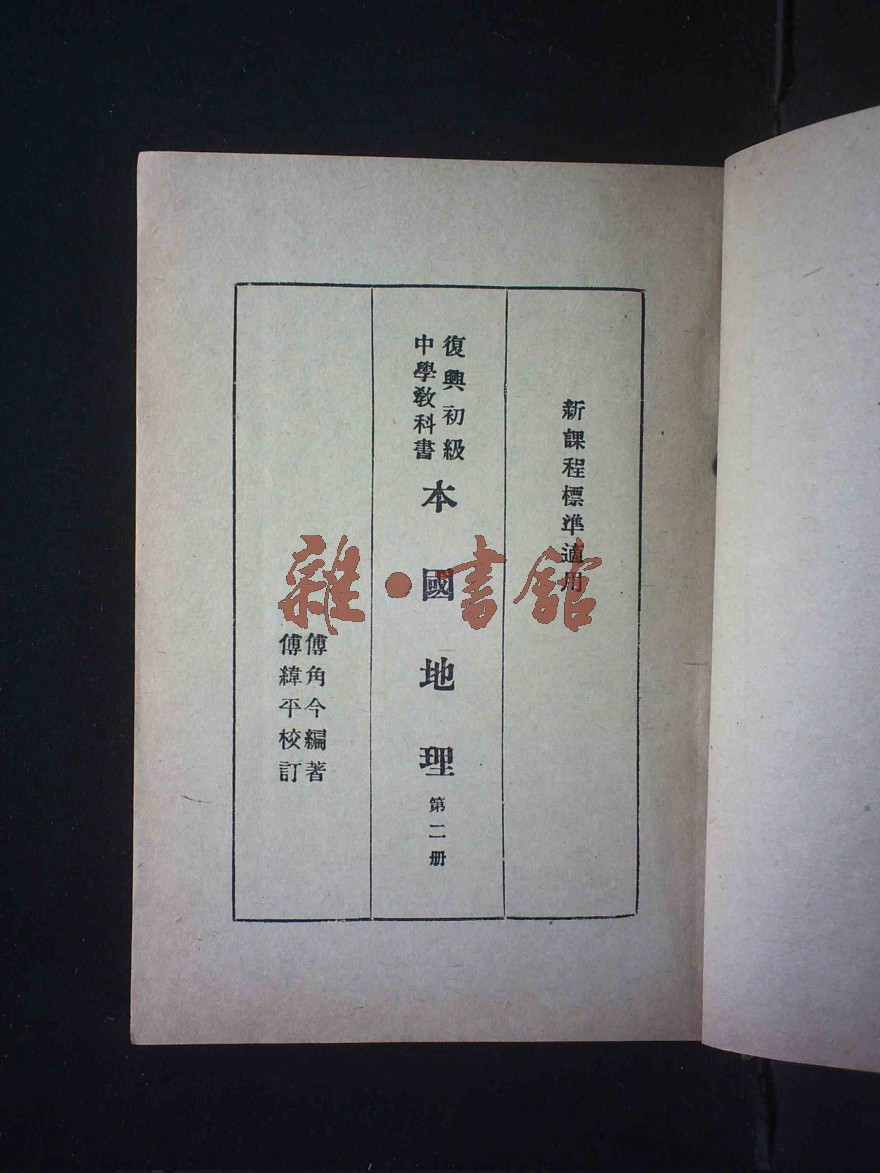 新課程標準適用
復興初級
中學教科書
本國地理
第二册
傅角今編著
傅緯平校訂
雜·書館